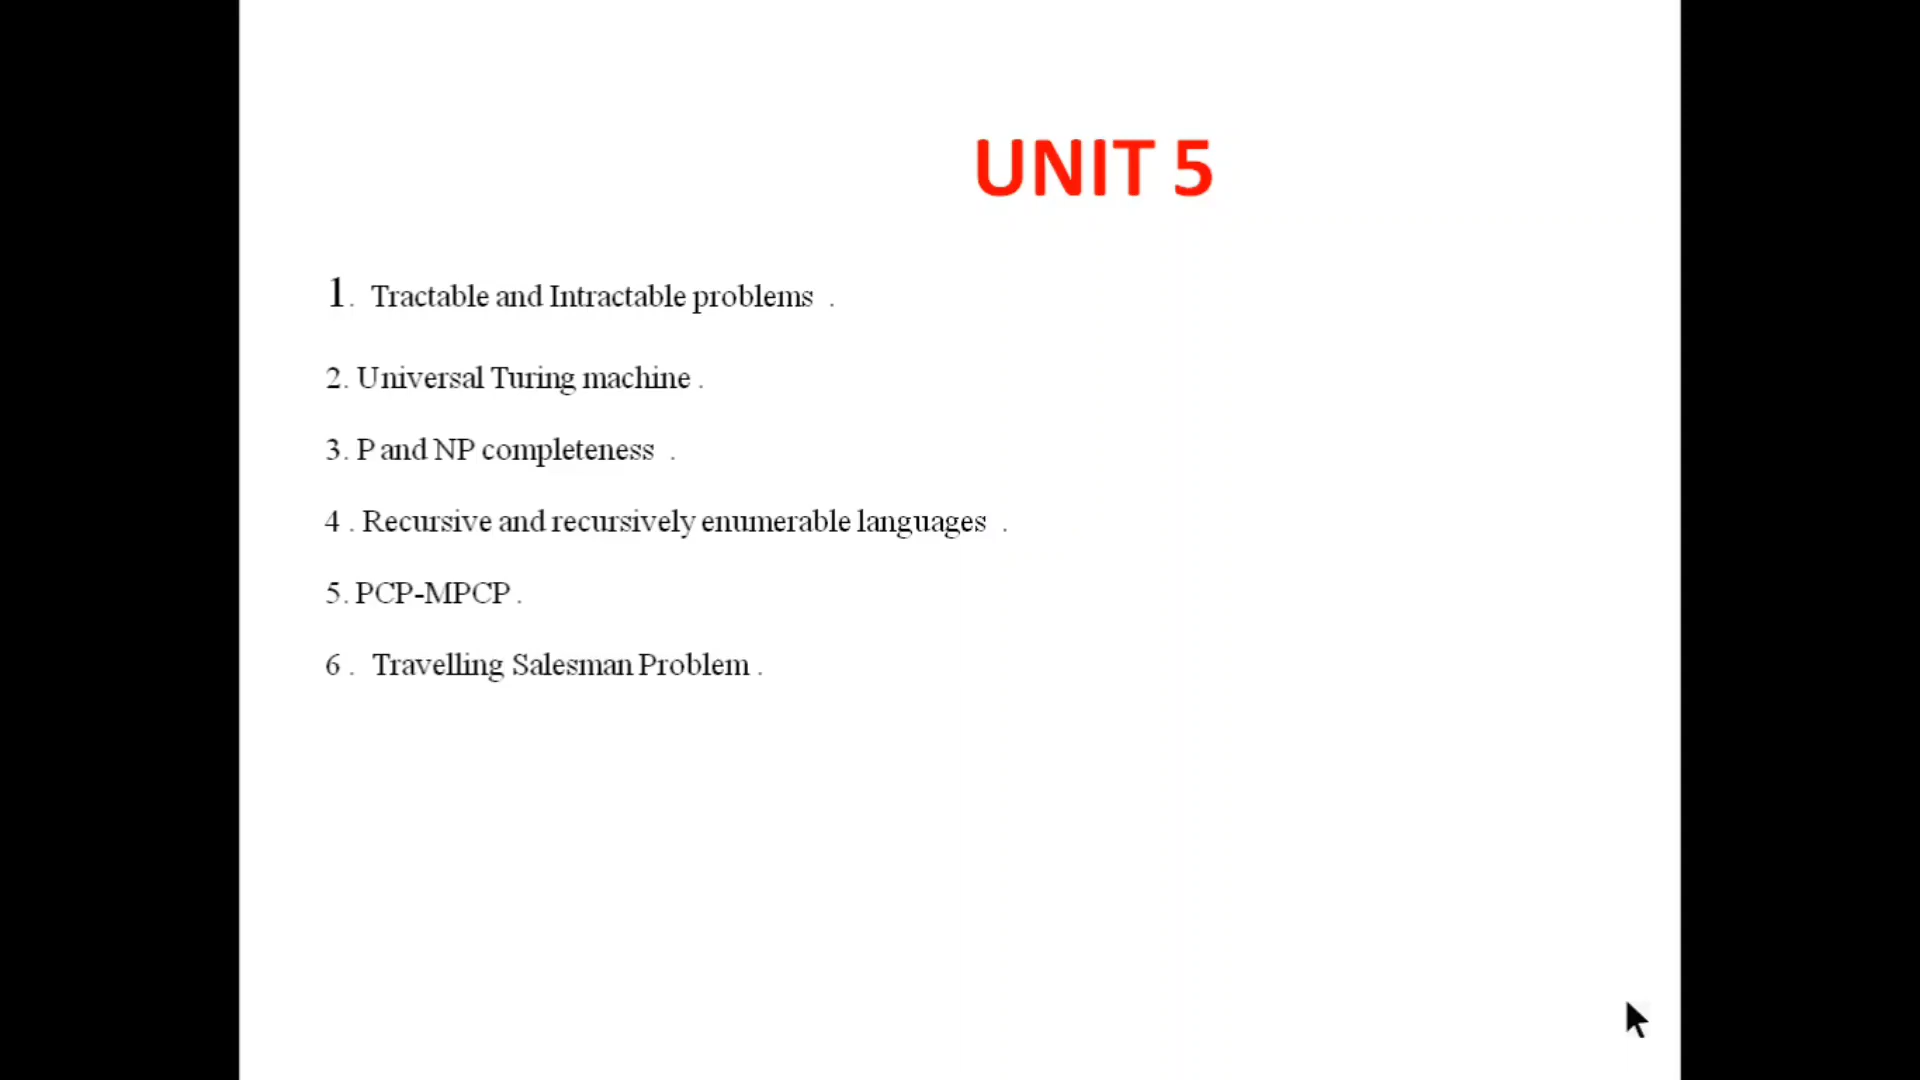 UNIT 5
1. Tractable and Intractable problems .
2. Universal Turing machine .
3. P and NP completeness .
4 . Recursive and recursively enumerable languages .
5. PCP-MPCP .
6 . Travelling Salesman Problem .